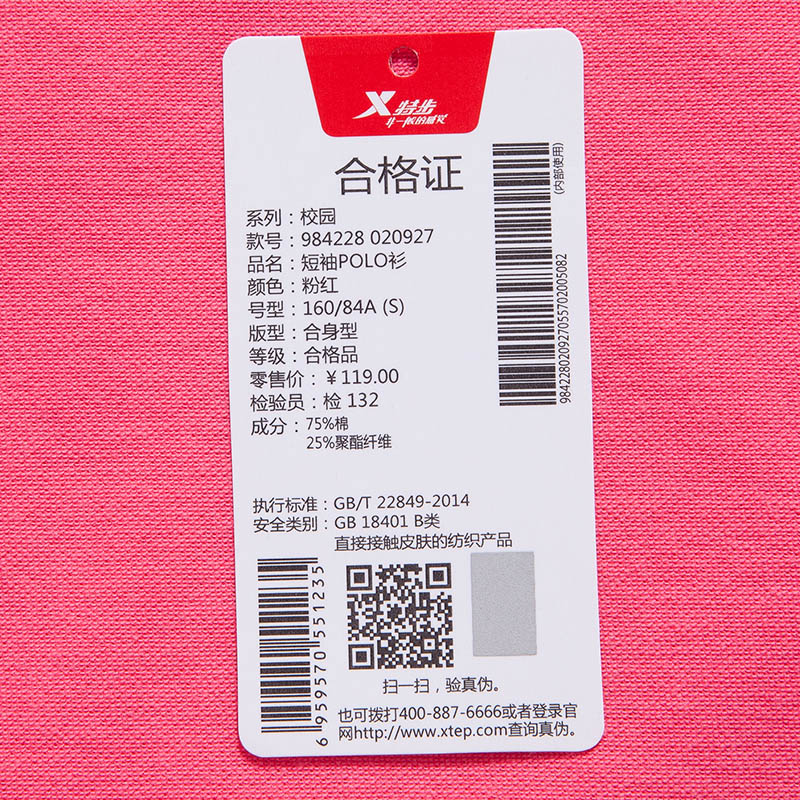 X 特步
非一般的感觉
合格证
(内部使用)
系列：校园
款号：984228 020927
品名：短袖POLO衫
颜色：粉红
号型：160/84A (S)
版型：合身型
等级：合格品
零售价：￥119.00
检验员：检 132
成分：75%棉
25%聚酯纤维
98422802092705570200508​2
执行标准：GB/T 22849-2014
安全类别：GB 18401 B类
直接接触皮肤的纺织产品
6 959570 551235
扫一扫，验真伪。
也可拨打400-887-6666或者登录官
网http://www.xtep.com查询真伪。